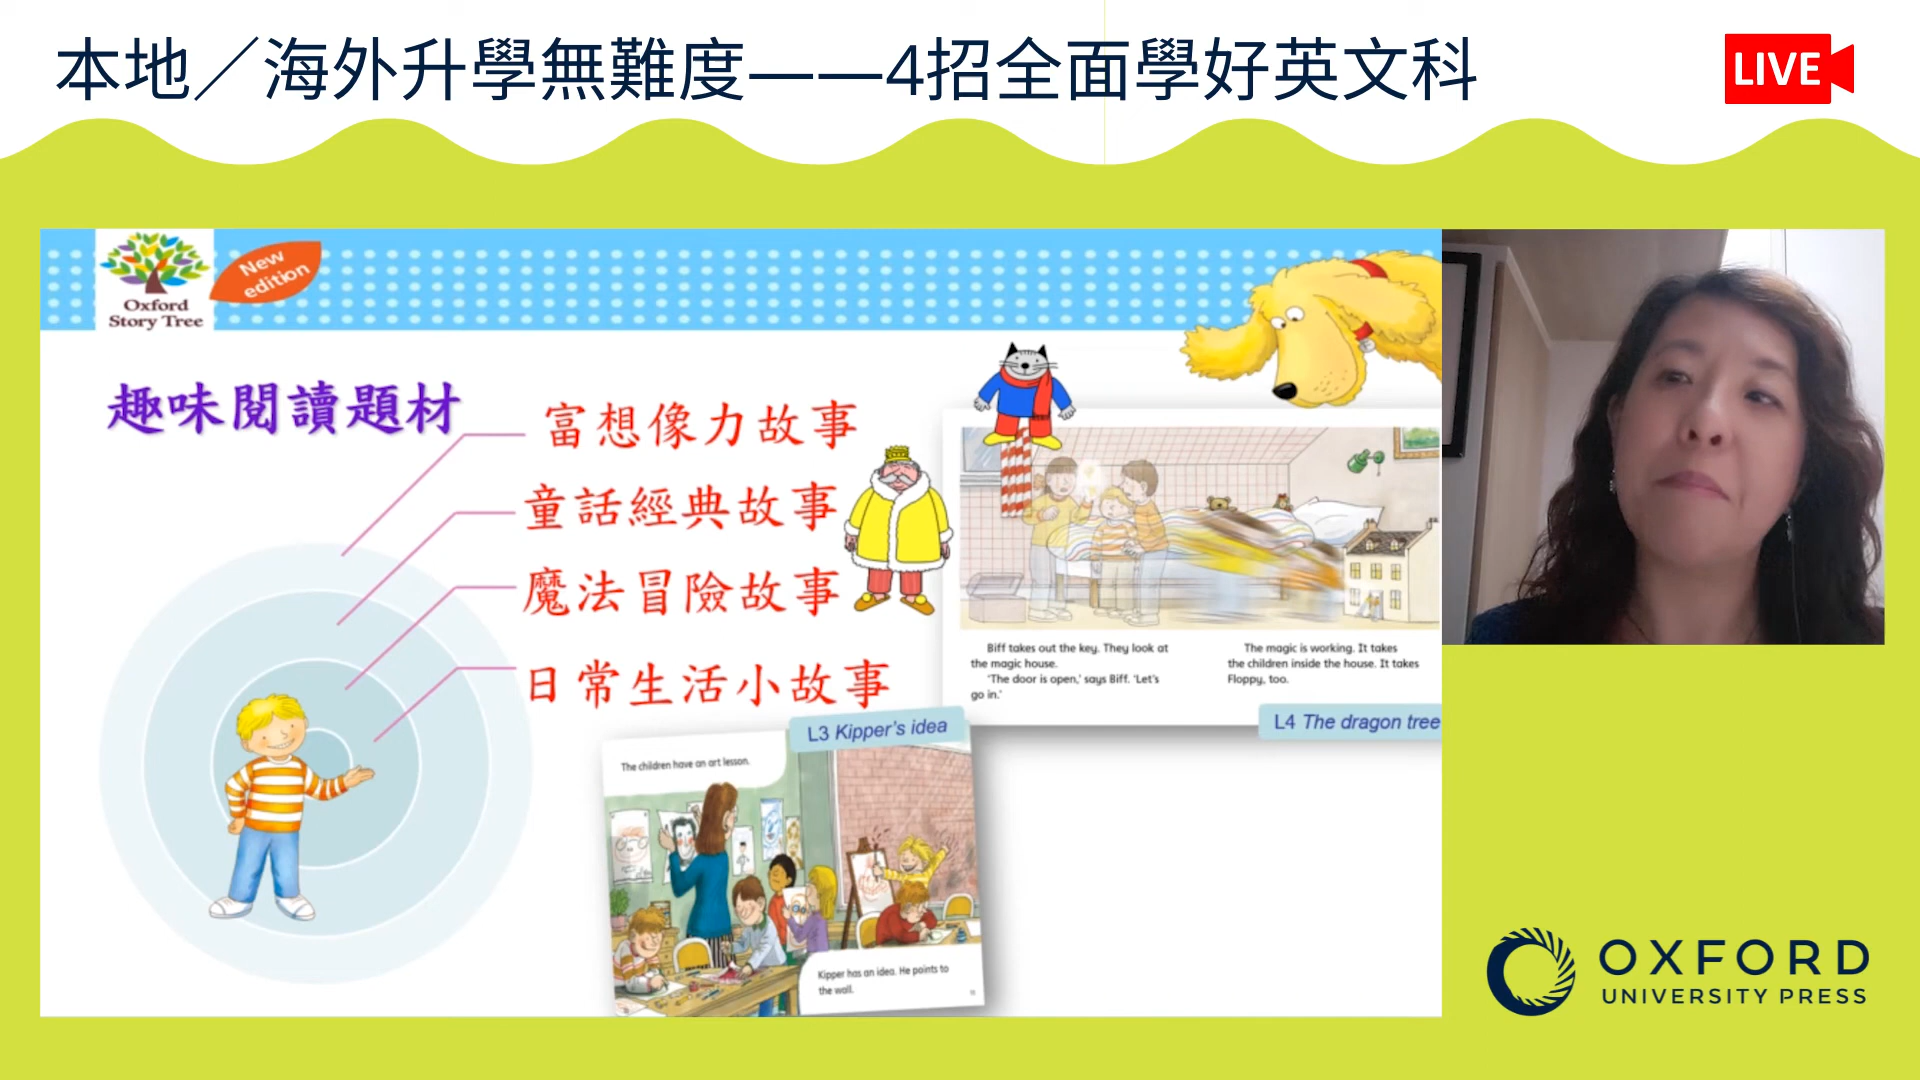 本地／海外升學無難度——4招全面學好英文科
LIVE
Oxford
Story Tree
New
edition
趣味閱讀題材
富想像力故事
童話經典故事
魔法冒險故事
日常生活小故事
Biff takes out the key. They look at
the magic house.
‘The door is open,’ says Biff. ‘Let’s
go in.’
The magic is working. It takes
the children inside the house. It takes
Floppy, too.
L4 The dragon tree
L3 Kipper’s idea
The children have an art lesson.
Kipper has an idea. He points to
the wall.
OXFORD
UNIVERSITY PRESS